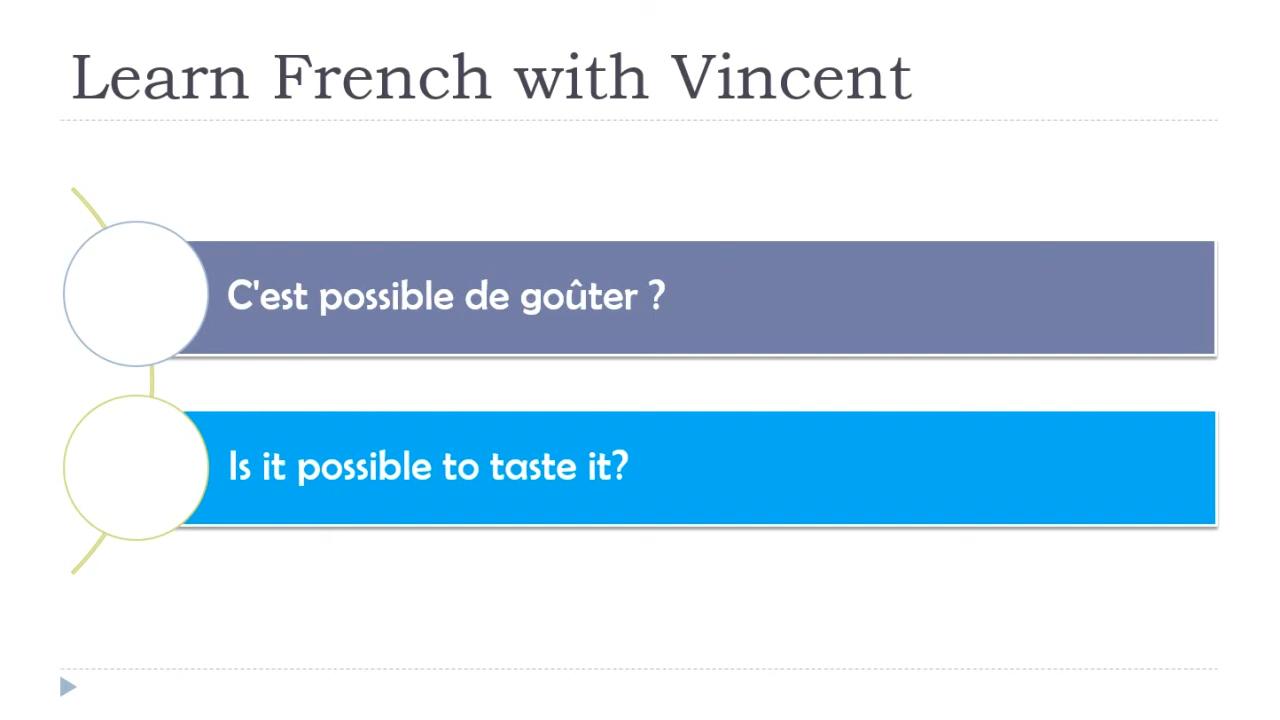 Learn French with Vincent
C'est possible de goûter ?
Is it possible to taste it?